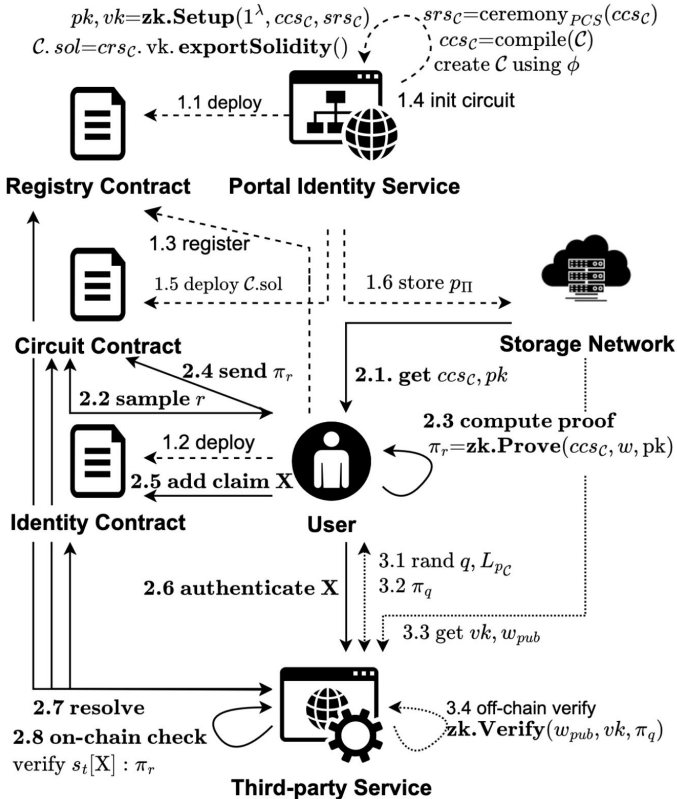 pk, vk=zk.Setup(1^λ, ccs_𝒞, srs_𝒞)
𝒞. sol=crs_𝒞. vk. exportSolidity()
srs_𝒞=ceremony_PCS(ccs_𝒞)
ccs_𝒞=compile(𝒞)
create 𝒞 using ϕ
1.1 deploy
1.4 init circuit
Registry Contract
Portal Identity Service
1.3 register
1.5 deploy 𝒞.sol
1.6 store p_Π
Circuit Contract
Storage Network
2.4 send π_r
2.1. get ccs_𝒞, pk
2.2 sample r
2.3 compute proof
π_r=zk.Prove(ccs_𝒞, w, pk)
1.2 deploy
2.5 add claim X
Identity Contract
User
3.1 rand q, L_p_𝒞
3.2 π_q
2.6 authenticate X
3.3 get vk, w_pub
2.7 resolve
2.8 on-chain check
verify s_t[X] : π_r
3.4 off-chain verify
zk.Verify(w_pub, vk, π_q)
Third-party Service